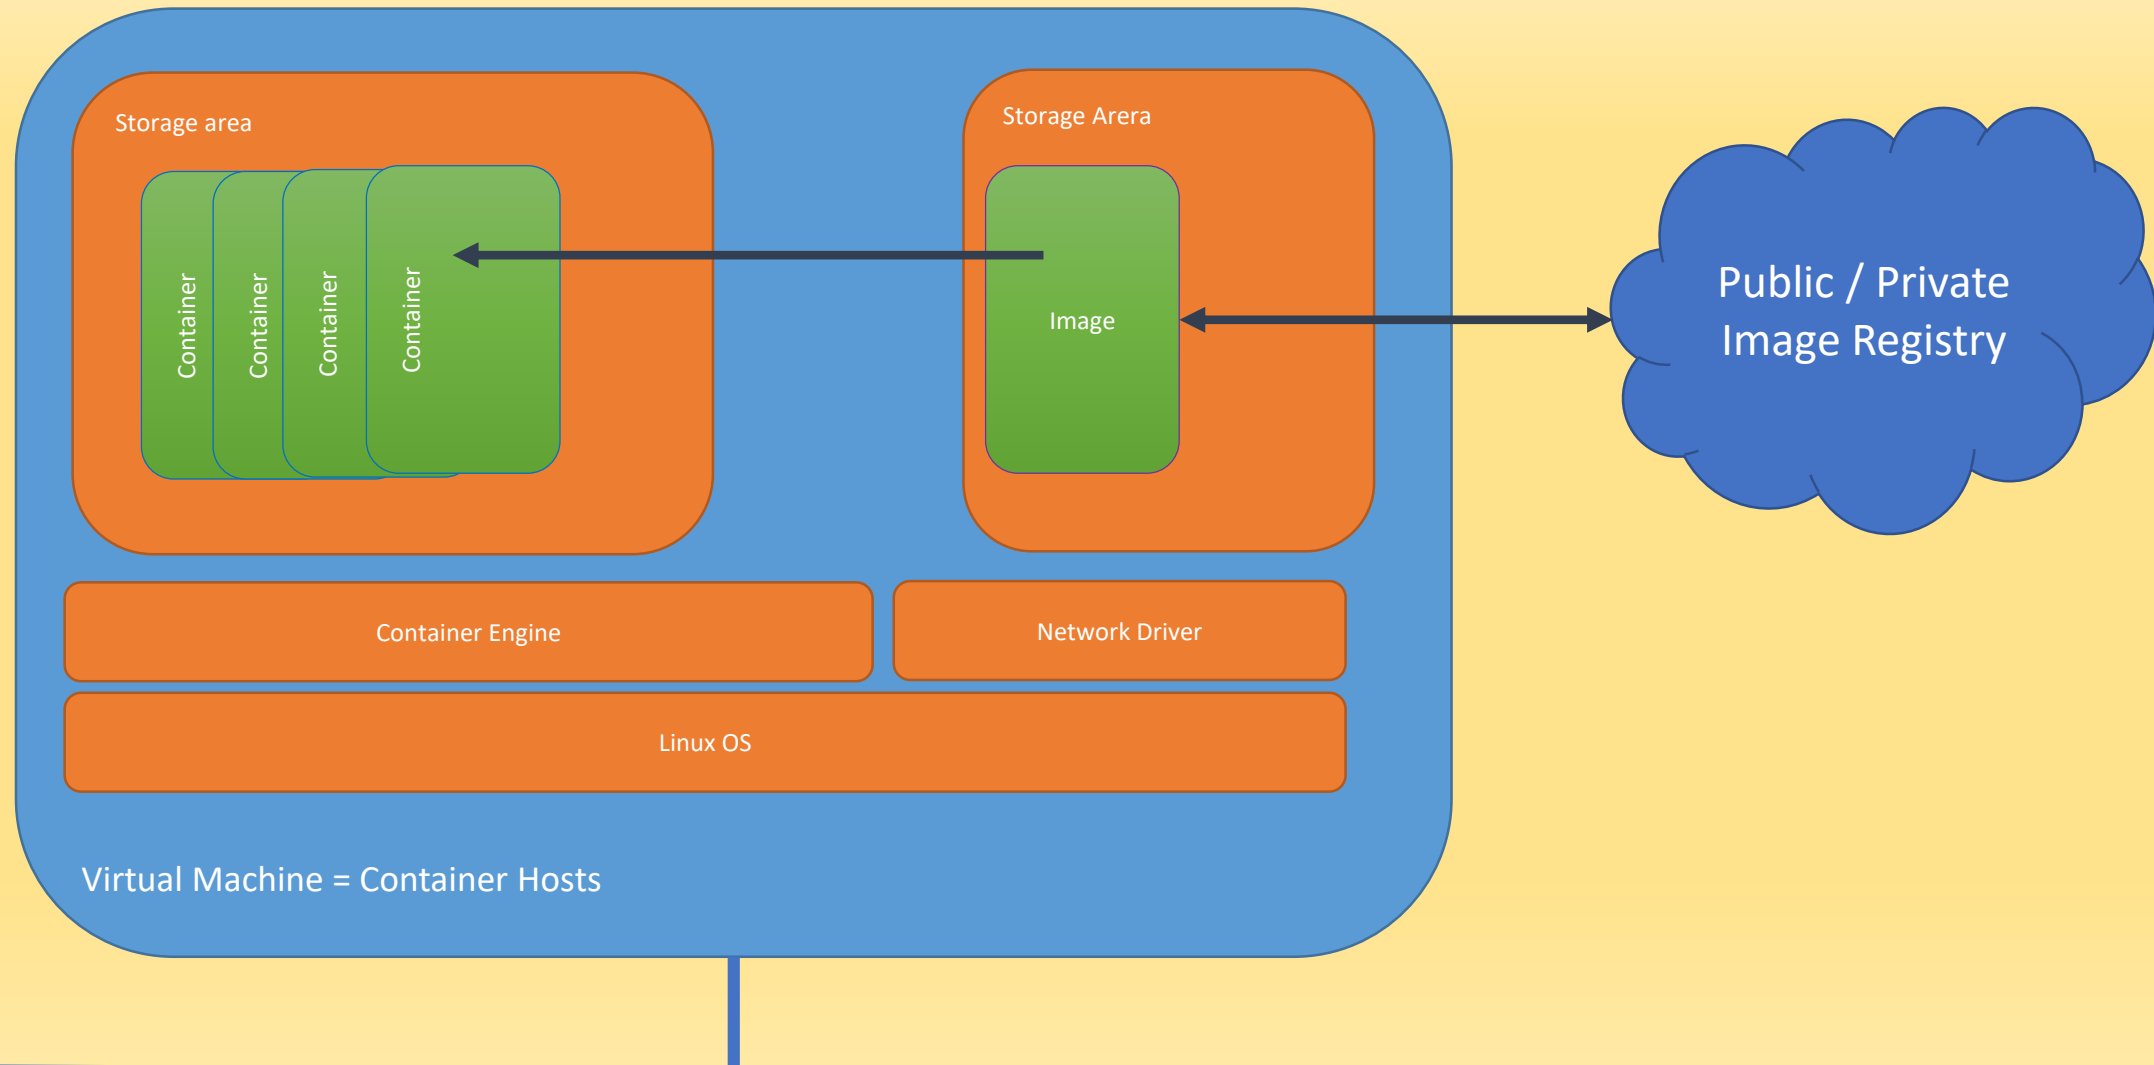 Storage area
Storage Arera
Container
Container
Container
Container
Image
Public / Private
Image Registry
Container Engine
Network Driver
Linux OS
Virtual Machine = Container Hosts